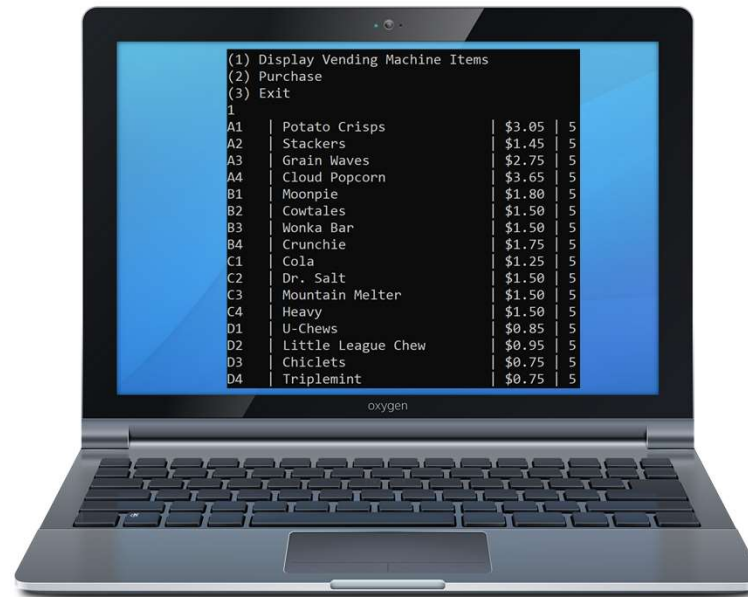 (1) Display Vending Machine Items
(2) Purchase
(3) Exit
1
A1 | Potato Crisps | $3.05 | 5
A2 | Stackers | $1.45 | 5
A3 | Grain Waves | $2.75 | 5
A4 | Cloud Popcorn | $3.65 | 5
B1 | Moonpie | $1.80 | 5
B2 | Cowtales | $1.50 | 5
B3 | Wonka Bar | $1.50 | 5
B4 | Crunchie | $1.75 | 5
C1 | Cola | $1.25 | 5
C2 | Dr. Salt | $1.50 | 5
C3 | Mountain Melter | $1.50 | 5
C4 | Heavy | $1.50 | 5
D1 | U-Chews | $0.85 | 5
D2 | Little League Chew | $0.95 | 5
D3 | Chiclets | $0.75 | 5
D4 | Triplemint | $0.75 | 5
oxygen